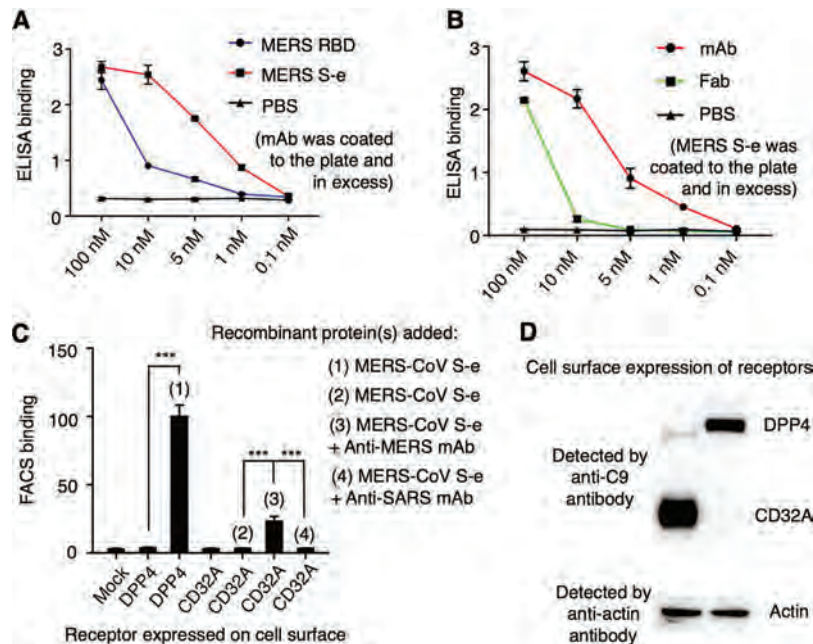 A
ELISA binding
3
2
1
0
MERS RBD
MERS S-e
PBS
(mAb was coated
to the plate and
in excess)
100 nM
10 nM
5 nM
1 nM
0.1 nM
B
ELISA binding
3
2
1
0
mAb
Fab
PBS
(MERS S-e was
coated to the plate
and in excess)
100 nM
10 nM
5 nM
1 nM
0.1 nM
C
Recombinant protein(s) added:
FACS binding
150
100
50
0
***
(1)
*** ***
(2)
(3)
(4)
(1) MERS-CoV S-e
(2) MERS-CoV S-e
(3) MERS-CoV S-e
+ Anti-MERS mAb
(4) MERS-CoV S-e
+ Anti-SARS mAb
Mock
DPP4
DPP4
CD32A
CD32A
CD32A
CD32A
Receptor expressed on cell surface
D
Cell surface expression of receptors
DPP4
Detected by
anti-C9
antibody
CD32A
Detected by
anti-actin
antibody
Actin